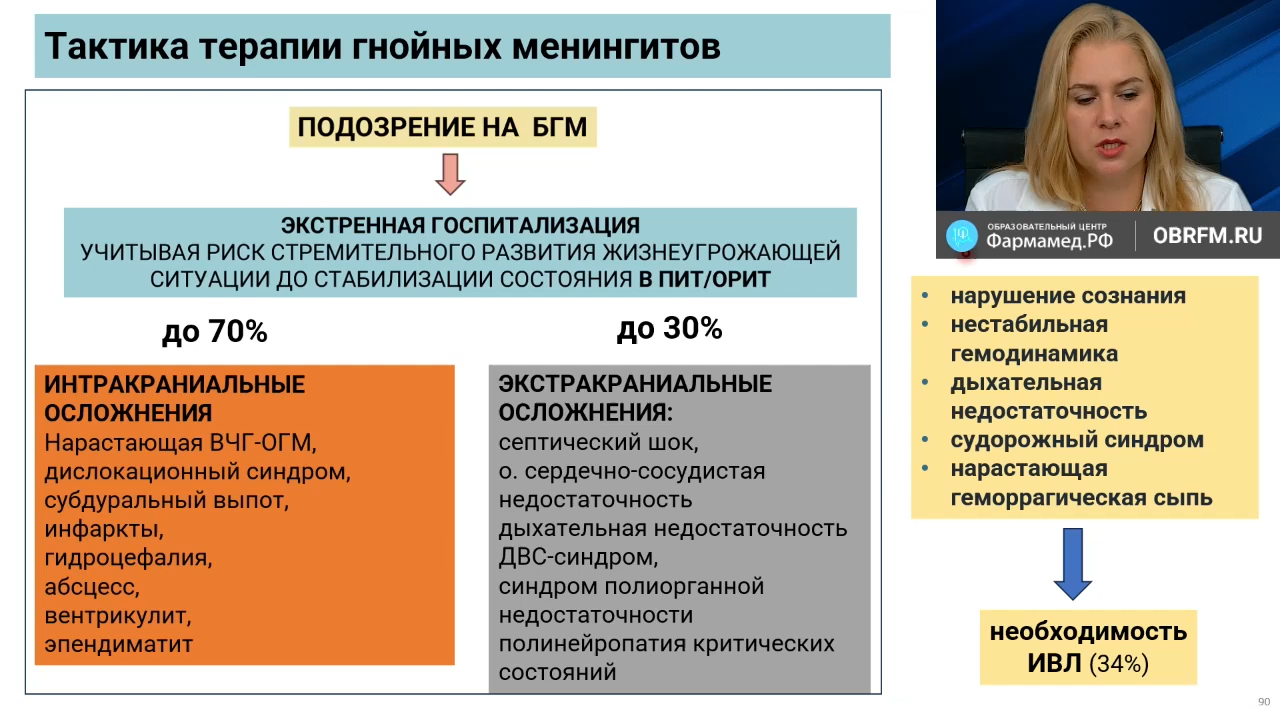 Тактика терапии гнойных менингитов
ПОДОЗРЕНИЕ НА БГМ
ЭКСТРЕННАЯ ГОСПИТАЛИЗАЦИЯ
УЧИТЫВАЯ РИСК СТРЕМИТЕЛЬНОГО РАЗВИТИЯ ЖИЗНЕУГРОЖАЮЩЕЙ
СИТУАЦИИ ДО СТАБИЛИЗАЦИИ СОСТОЯНИЯ В ПИТ/ОРИТ
до 70%
ИНТРАКРАНИАЛЬНЫЕ
ОСЛОЖНЕНИЯ
Нарастающая ВЧГ-ОГМ,
дислокационный синдром,
субдуральный выпот,
инфаркты,
гидроцефалия,
абсцесс,
вентрикулит,
эпендиматит
до 30%
ЭКСТРАКРАНИАЛЬНЫЕ
ОСЛОЖНЕНИЯ:
септический шок,
о. сердечно-сосудистая
недостаточность
дыхательная недостаточность
ДВС-синдром,
синдром полиорганной
недостаточности
полинейропатия критических
состояний
ОБРАЗОВАТЕЛЬНЫЙ ЦЕНТР
Фармамед.РФ
OBRFM.RU
• нарушение сознания
• нестабильная
гемодинамика
• дыхательная
недостаточность
• судорожный синдром
• нарастающая
геморрагическая сыпь
необходимость
ИВЛ (34%)
90